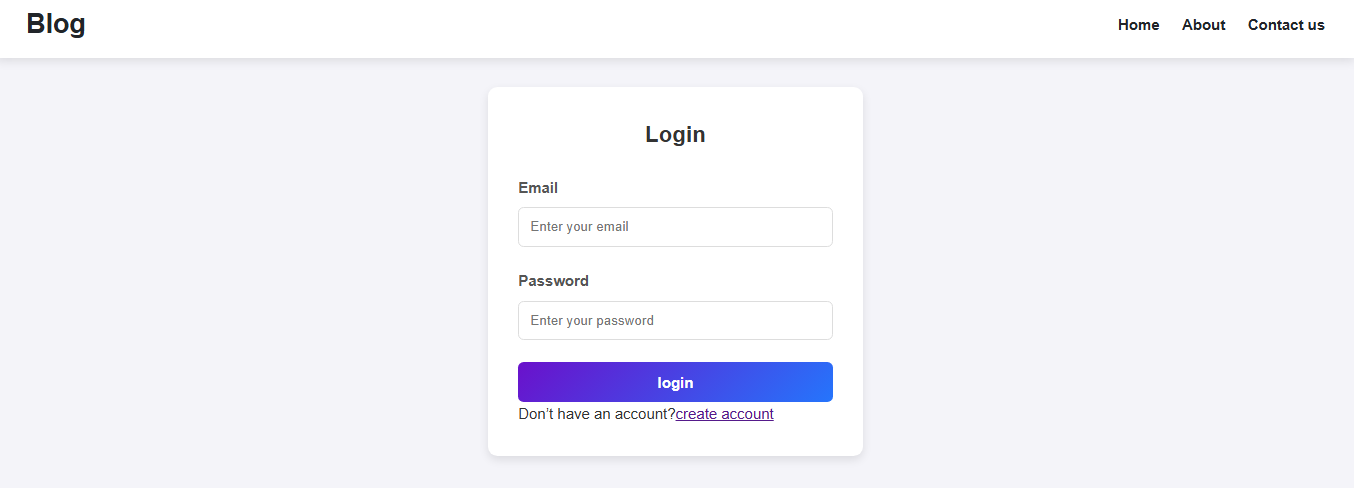 Blog
Home About Contact us
Login
Email
Enter your email
Password
Enter your password
login
Don’t have an account?create account